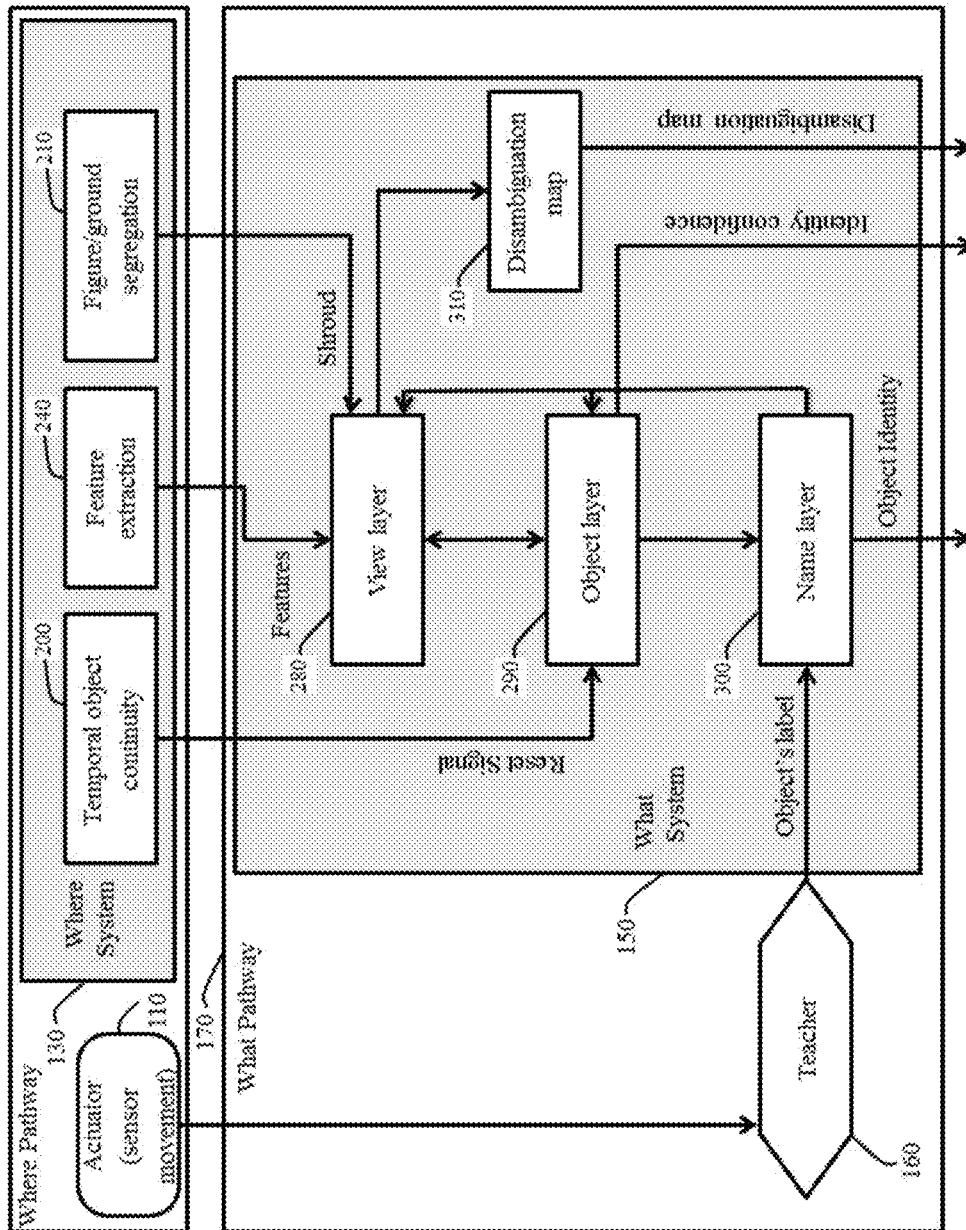 Where Pathway
130
Where
System
Actuator
(sensor
movement)
110
200
Temporal object
continuity
240
Feature
extraction
210
Figure/ground
segregation
170
What Pathway
150
What
System
Reset Signal
Features
Shroud
280
View layer
290
Object layer
300
Name layer
310
Disambiguation
map
Object's label
160
Teacher
Object Identity
Identity confidence
Disambiguation map